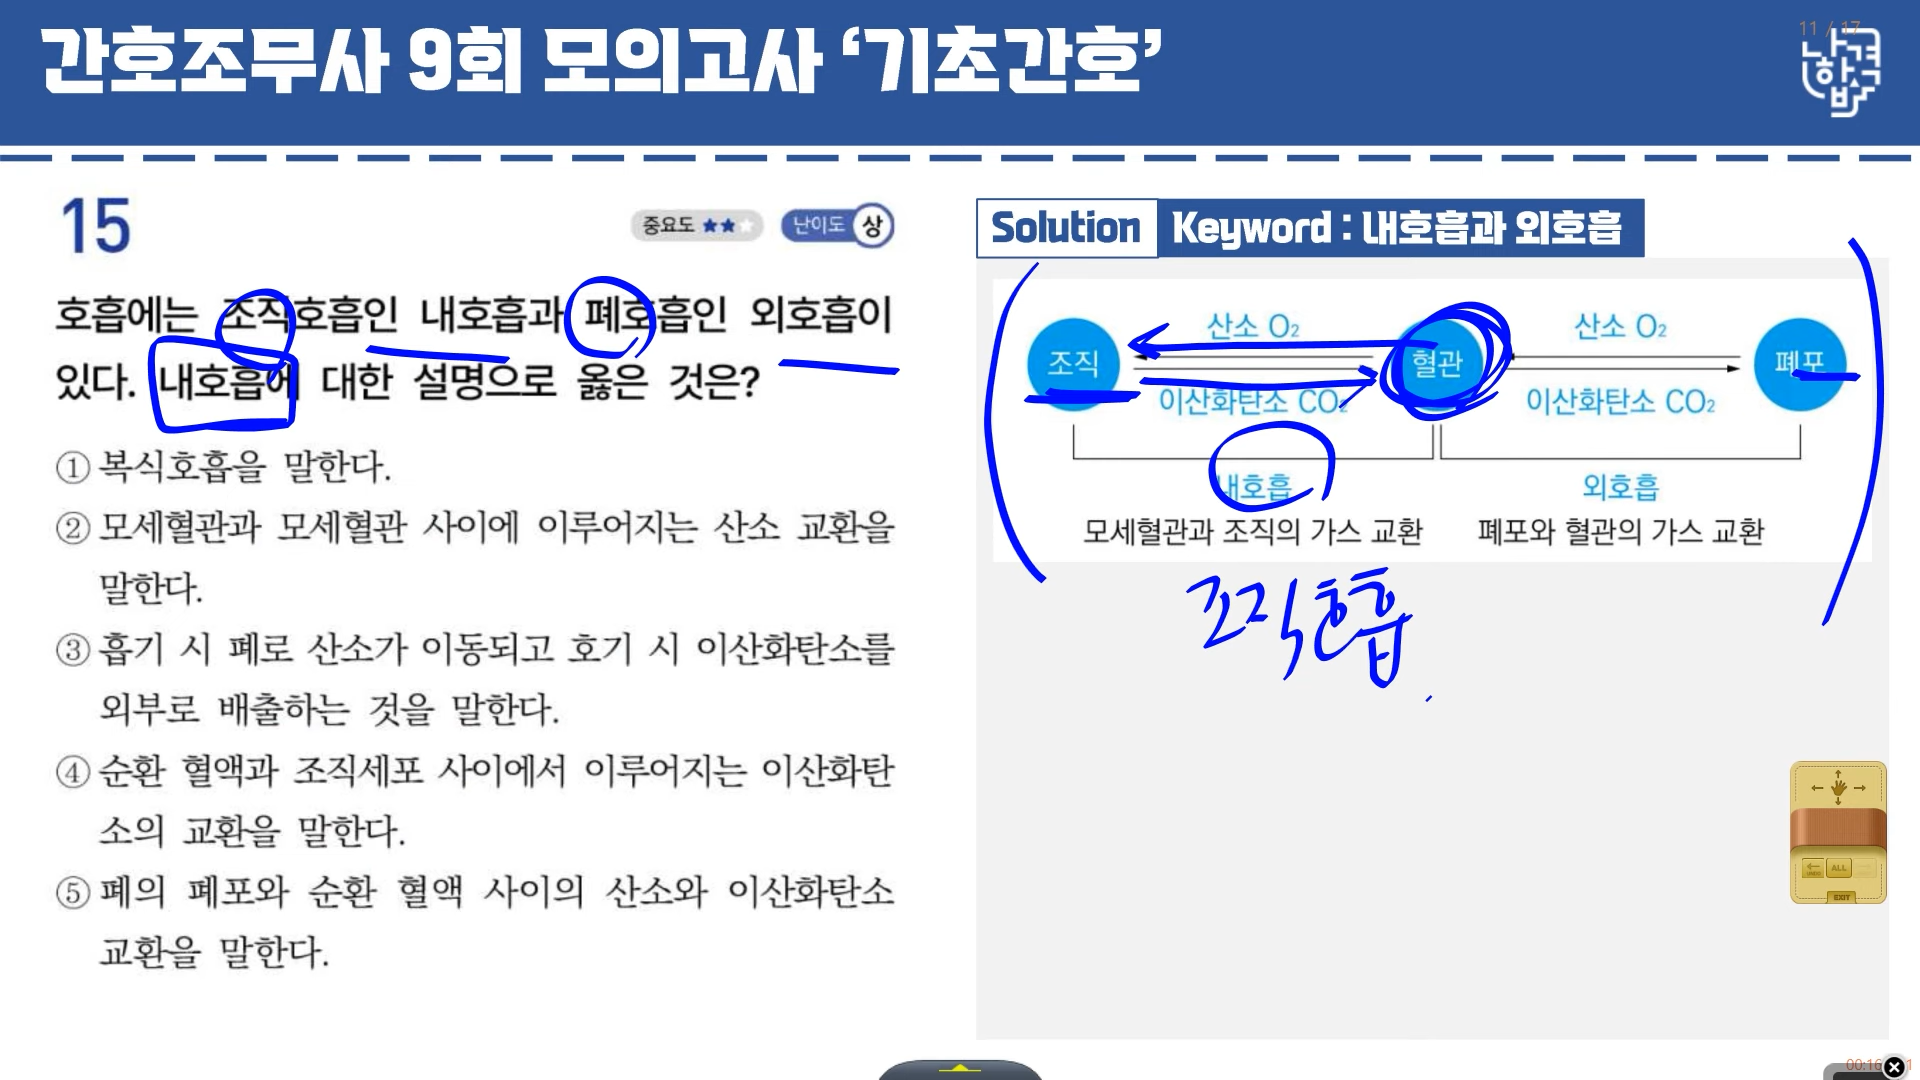 간호조무사 9회 모의고사 ‘기초간호’
11 / 17
나합격
15
중요도 ★★★
난이도 상
호흡에는 조직호흡인 내호흡과 폐호흡인 외호흡이
있다. 내호흡에 대한 설명으로 옳은 것은?
① 복식호흡을 말한다.
② 모세혈관과 모세혈관 사이에 이루어지는 산소 교환을
말한다.
③ 흡기 시 폐로 산소가 이동되고 호기 시 이산화탄소를
외부로 배출하는 것을 말한다.
④ 순환 혈액과 조직세포 사이에서 이루어지는 이산화탄
소의 교환을 말한다.
⑤ 폐의 폐포와 순환 혈액 사이의 산소와 이산화탄소
교환을 말한다.
Solution Keyword : 내호흡과 외호흡
산소 O₂ 산소 O₂
조직 혈관 폐포
이산화탄소 CO₂ 이산화탄소 CO₂
내호흡 외호흡
모세혈관과 조직의 가스 교환 폐포와 혈관의 가스 교환
조직호흡
UNDO ALL
EXIT